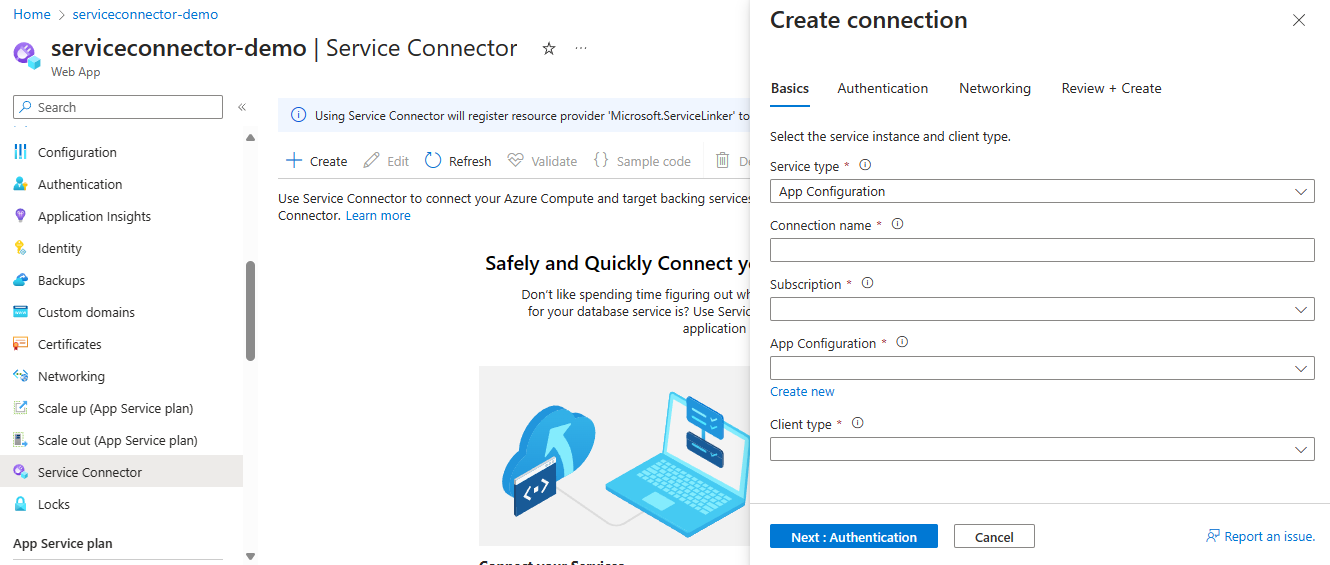 Home > serviceconnector-demo
serviceconnector-demo | Service Connector
Web App
Search
Configuration
Authentication
Application Insights
Identity
Backups
Custom domains
Certificates
Networking
Scale up (App Service plan)
Scale out (App Service plan)
Service Connector
Locks
App Service plan
Using Service Connector will register resource provider 'Microsoft.ServiceLinker' to
Create Edit Refresh Validate Sample code De
Use Service Connector to connect your Azure Compute and target backing services
Connector. Learn more
Safely and Quickly Connect yo
Don't like spending time figuring out wh
for your database service is? Use Servic
application
Connect your Services
Create connection
Basics Authentication Networking Review + Create
Select the service instance and client type.
Service type *
App Configuration
Connection name *
Subscription *
App Configuration *
Create new
Client type *
Next : Authentication Cancel Report an issue.